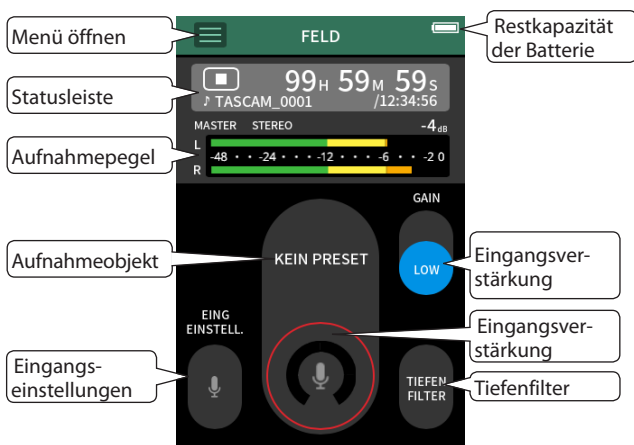 Menü öffnen
FELD
Restkapazität
der Batterie
Statusleiste
99H 59M 59S
♪ TASCAM_0001 /12:34:56
MASTER STEREO -4dB
Aufnahmepegel
L
-48 • • -24 • • • • -12 • • • • -6 • • -2 0
R
GAIN
Aufnahmeobjekt
KEIN PRESET
LOW
Eingangsver-
stärkung
EING
EINSTELL.
Eingangsver-
stärkung
Eingangs-
einstellungen
TIEFEN
FILTER
Tiefenfilter